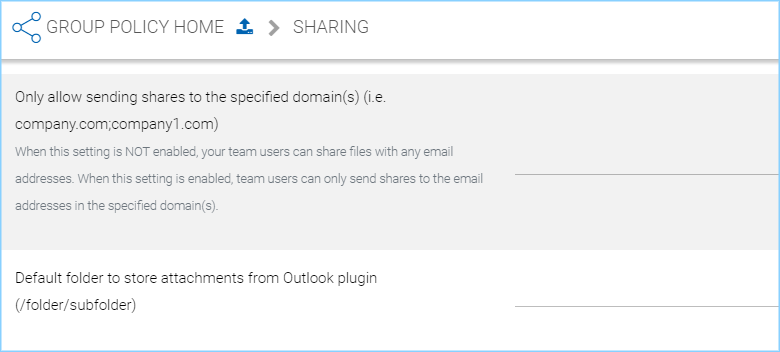 GROUP POLICY HOME > SHARING
Only allow sending shares to the specified domain(s) (i.e.
company.com;company1.com)
When this setting is NOT enabled, your team users can share files with any email
addresses. When this setting is enabled, team users can only send shares to the email
addresses in the specified domain(s).
Default folder to store attachments from Outlook plugin
(/folder/subfolder)